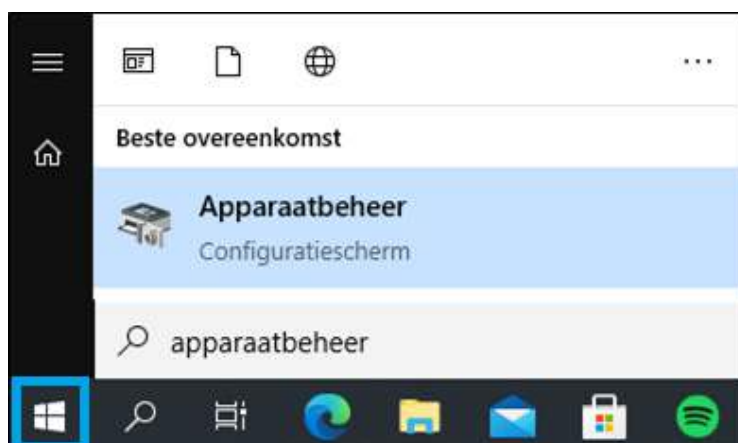 Beste overeenkomst
Apparaatbeheer
Configuratiescherm
apparaatbeheer